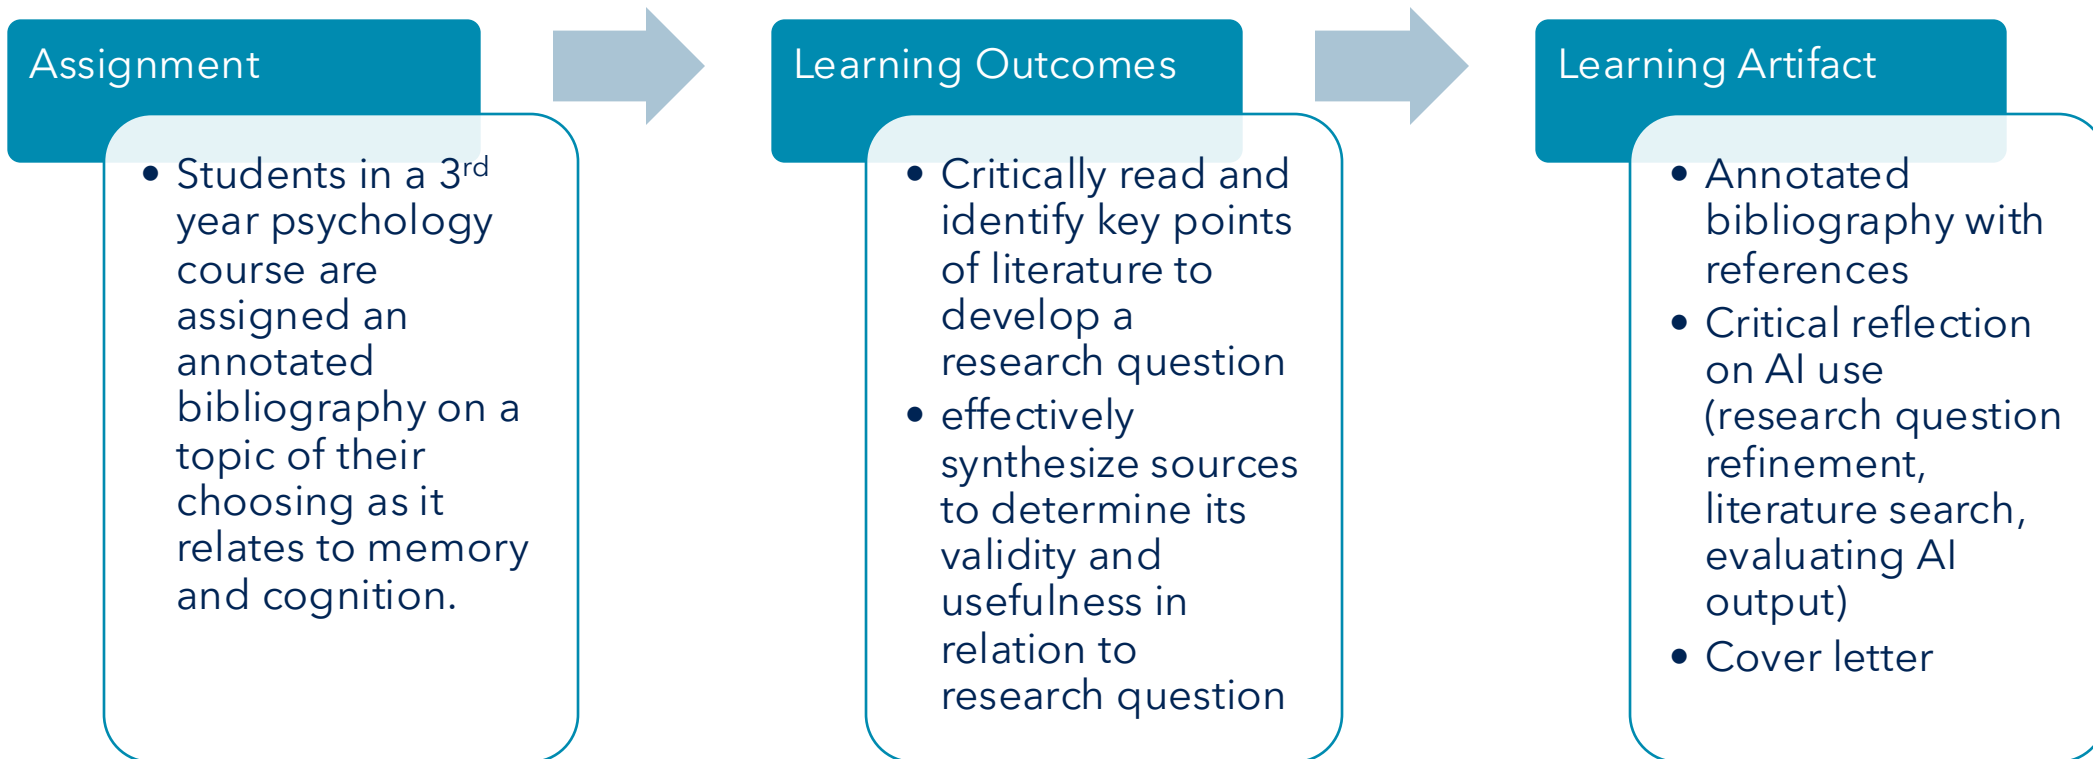 Assignment
• Students in a 3rd
year psychology
course are
assigned an
annotated
bibliography on a
topic of their
choosing as it
relates to memory
and cognition.
Learning Outcomes
• Critically read and
identify key points
of literature to
develop a
research question
• effectively
synthesize sources
to determine its
validity and
usefulness in
relation to
research question
Learning Artifact
• Annotated
bibliography with
references
• Critical reflection
on AI use
(research question
refinement,
literature search,
evaluating AI
output)
• Cover letter